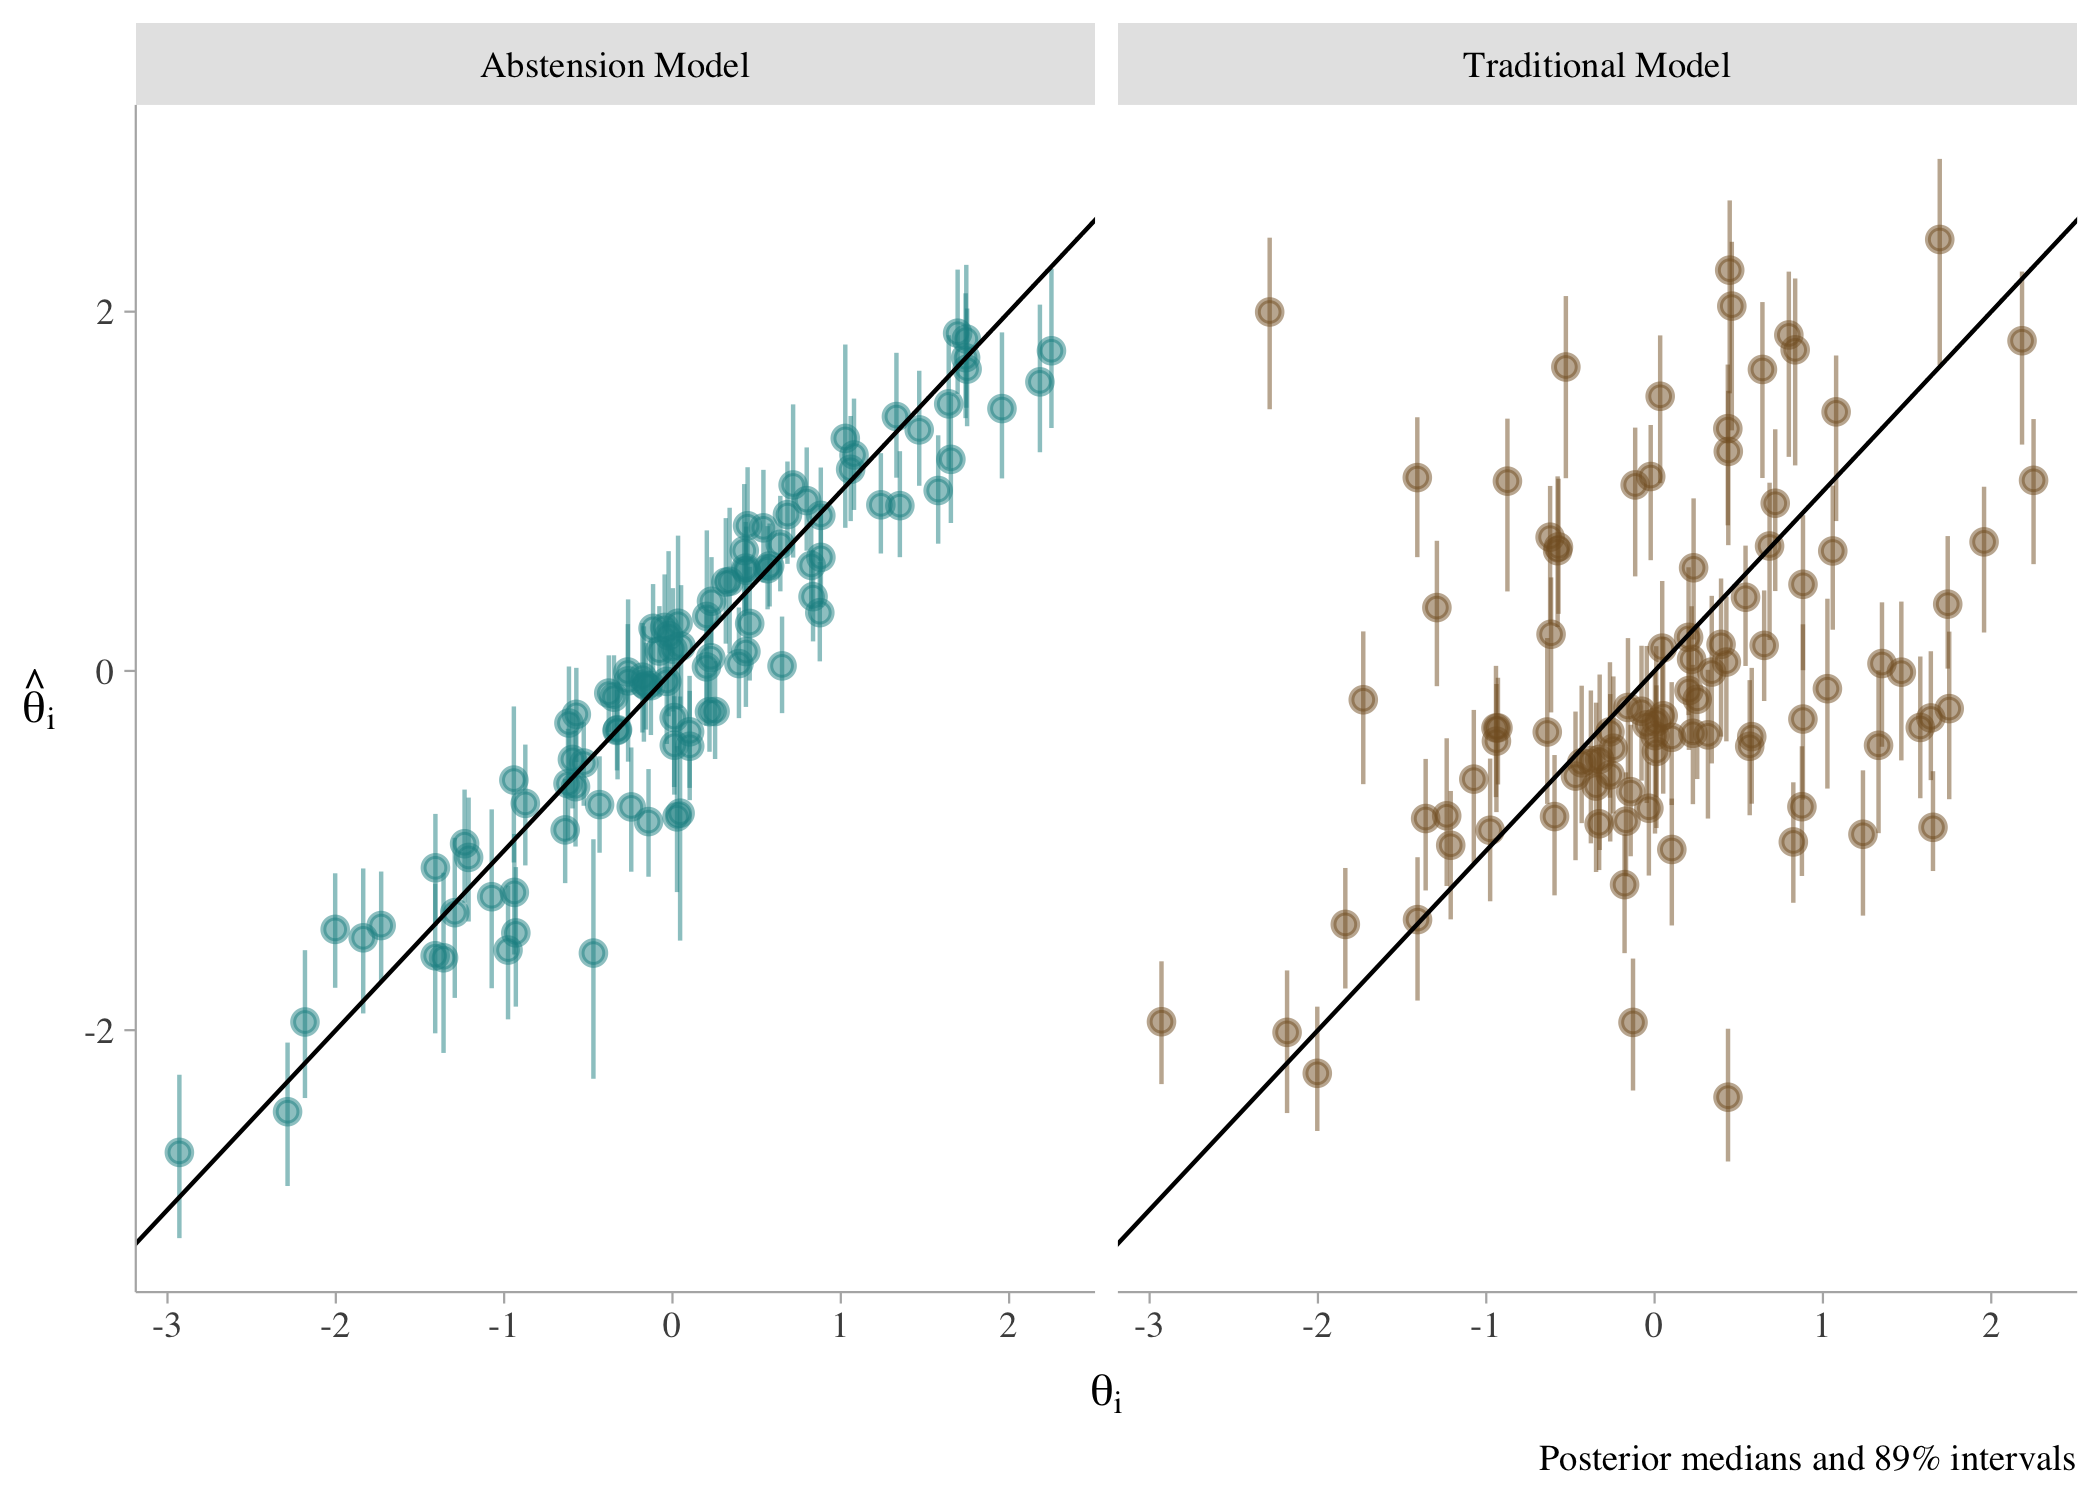 Abstension Model
Traditional Model
2
0
-2
θ̂i
-3 -2 -1 0 1 2
-3 -2 -1 0 1 2
θi
Posterior medians and 89% intervals